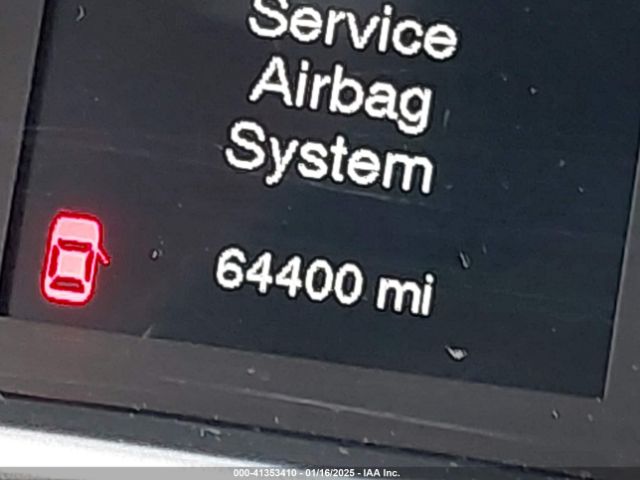 Service
Airbag
System
64400 mi
000-41353410 - 01/16/2025 - IAA Inc.